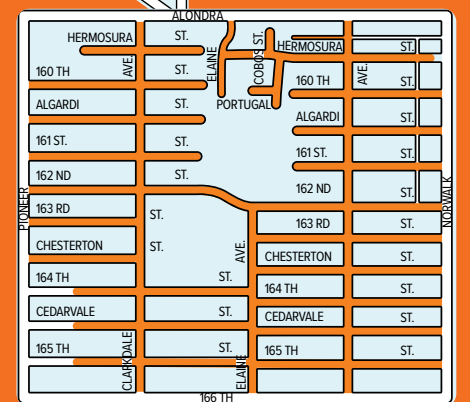 ALONDRA
HERMOSURA ST.
ELAINE
COBOS ST.
HERMOSURA ST.
160 TH AVE. ST.
160 TH AVE. ST.
PORTUGAL
ALGARDI ST.
ALGARDI ST.
161 ST. ST.
161 ST. ST.
162 ND ST.
162 ND ST.
PIONEER
NORWALK
163 RD ST.
163 RD ST.
CHESTERTON ST.
AVE.
CHESTERTON ST.
164 TH ST.
164 TH ST.
CEDARVALE ST.
CEDARVALE ST.
165 TH ST.
165 TH ST.
CLARKDALE
ELAINE
166 TH